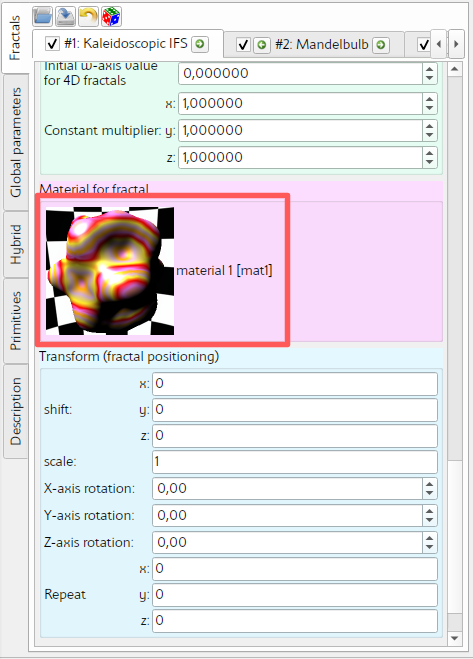 Fractals
Global parameters
Hybrid
Primitives
Description
#1: Kaleidoscopic IFS
#2: Mandelbulb
Initial w-axis value
for 4D fractals
0,000000
x: 1,000000
Constant multiplier: y: 1,000000
z: 1,000000
Material for fractal
material 1 [mat1]
Transform (fractal positioning)
x: 0
shift: y: 0
z: 0
scale: 1
X-axis rotation: 0,00
Y-axis rotation: 0,00
Z-axis rotation: 0,00
x: 0
Repeat y: 0
z: 0